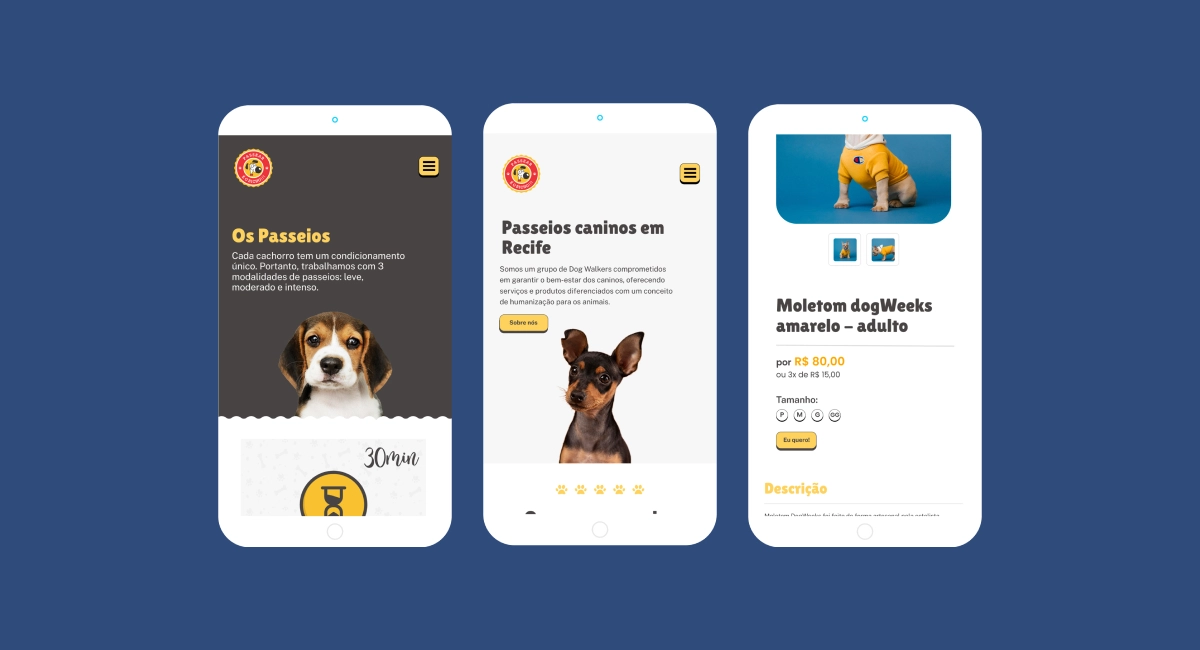 Os Passeios
Cada cachorro tem um condicionamento
único. Portanto, trabalhamos com 3
modalidades de passeios: leve,
moderado e intenso.
30min
Passeios caninos em
Recife
Somos um grupo de Dog Walkers comprometidos
em garantir o bem-estar dos caninos, oferecendo
serviços e produtos diferenciados com um conceito
de humanização para os animais.
Sobre nós
Moletom dogWeeks
amarelo – adulto
por R$ 80,00
ou 3x de R$ 15,00
Tamanho:
P M G GG
Eu quero!
Descrição